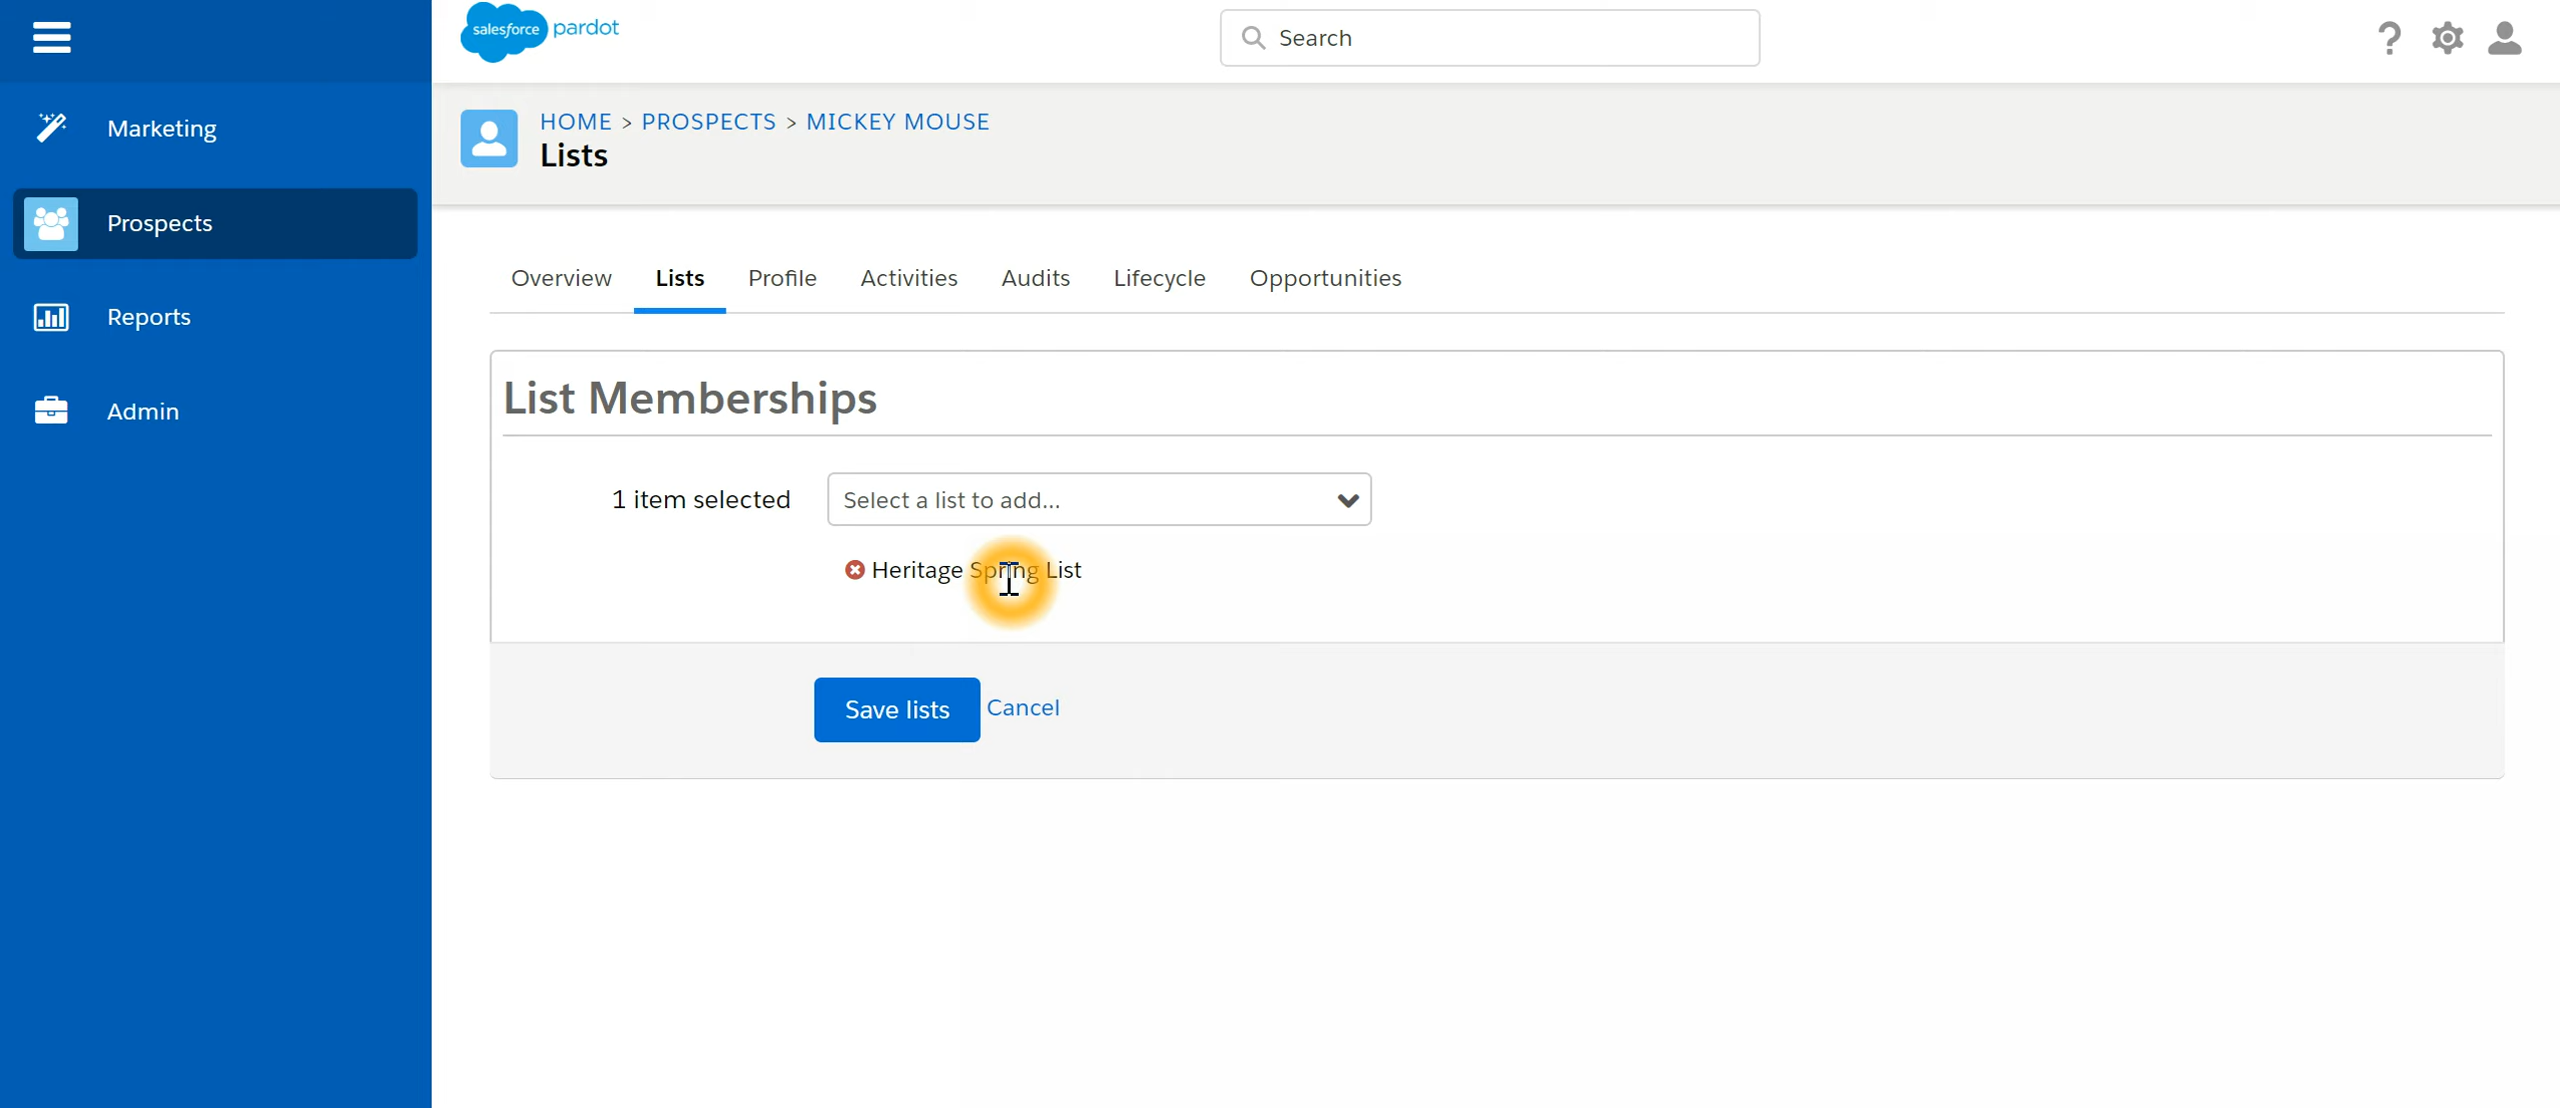 salesforce pardot
Search
Marketing
Prospects
Reports
Admin
HOME > PROSPECTS > MICKEY MOUSE
Lists
Overview Lists Profile Activities Audits Lifecycle Opportunities
List Memberships
1 item selected Select a list to add...
Heritage Spring List
Save lists Cancel